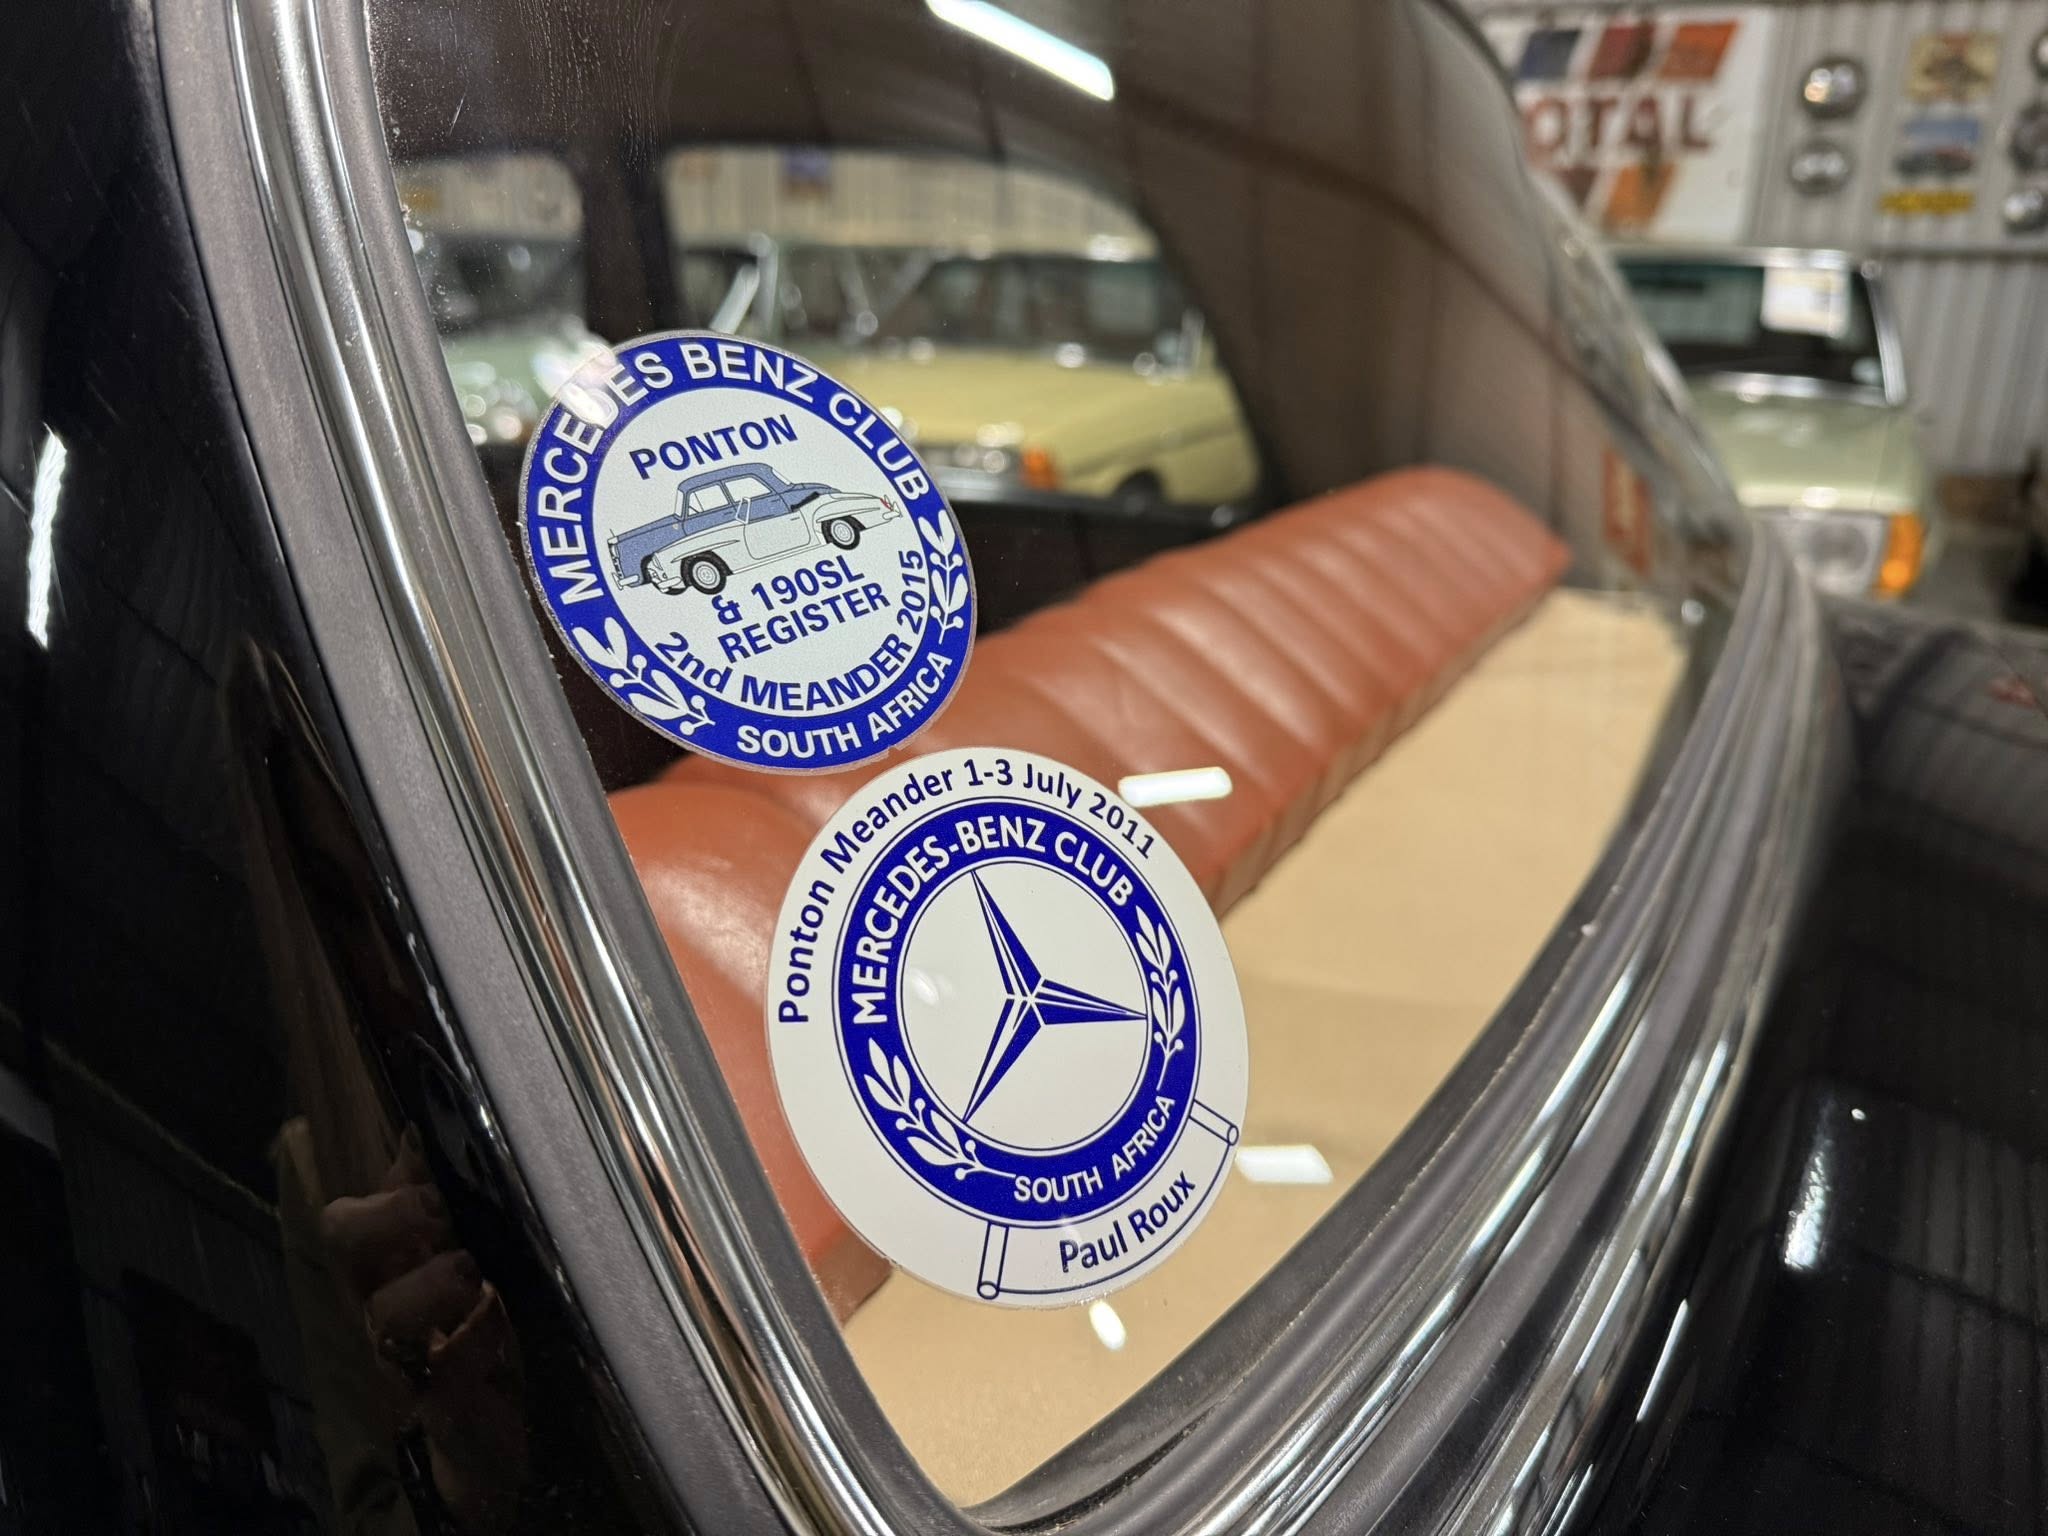 MERCEDES BENZ CLUB
PONTON
& 190SL
REGISTER
2nd MEANDER 2015
SOUTH AFRICA
Ponton Meander 1-3 July 2011
MERCEDES-BENZ CLUB
SOUTH AFRICA
Paul Roux
OTAL